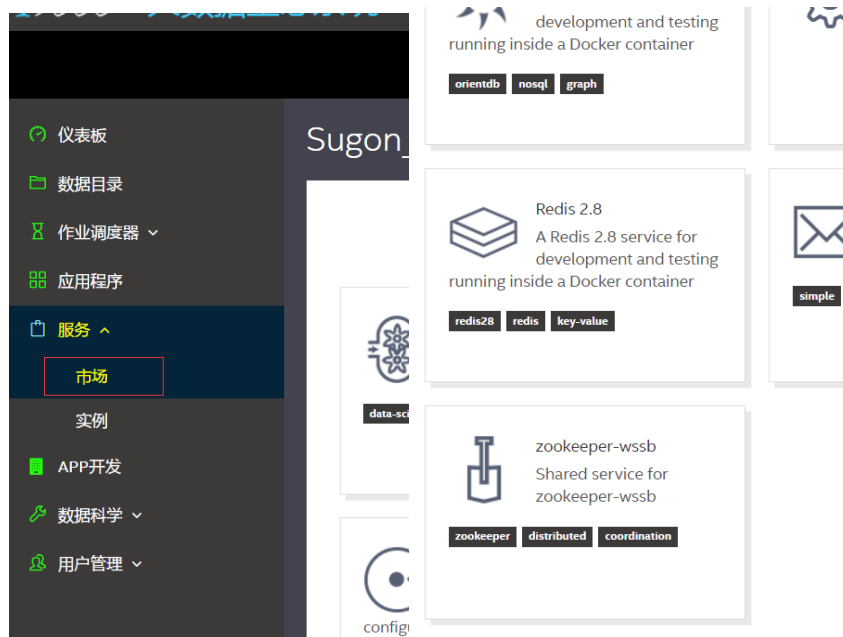 仪表板
数据目录
作业调度器
应用程序
服务
市场
实例
APP开发
数据科学
用户管理
Sugon_
development and testing
running inside a Docker container
orientdb nosql graph
Redis 2.8
A Redis 2.8 service for
development and testing
running inside a Docker container
redis28 redis key-value
simple
zookeeper-wssb
Shared service for
zookeeper-wssb
zookeeper distributed coordination